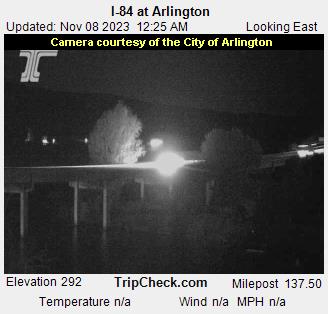 I-84 at Arlington
Updated: Nov 08 2023 12:25 AM Looking East
Camera courtesy of the City of Arlington
Elevation 292 TripCheck.com Milepost 137.50
Temperature n/a Wind n/a MPH n/a